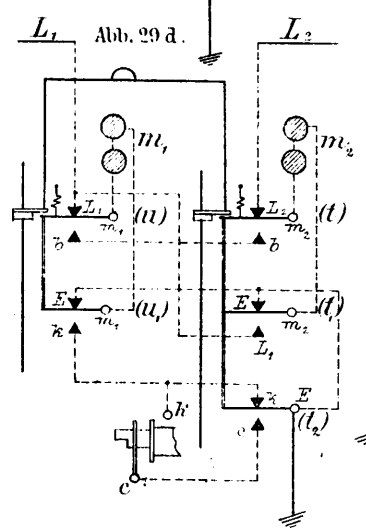 L₁ Abb. 29 d. L₂
m₁ m₂
L₁ (u) L₂ (t)
m₁ m₂
b b
E (u₁) E (t₁)
m₁ m₂
k L₁
k E
k (t₂)
c e